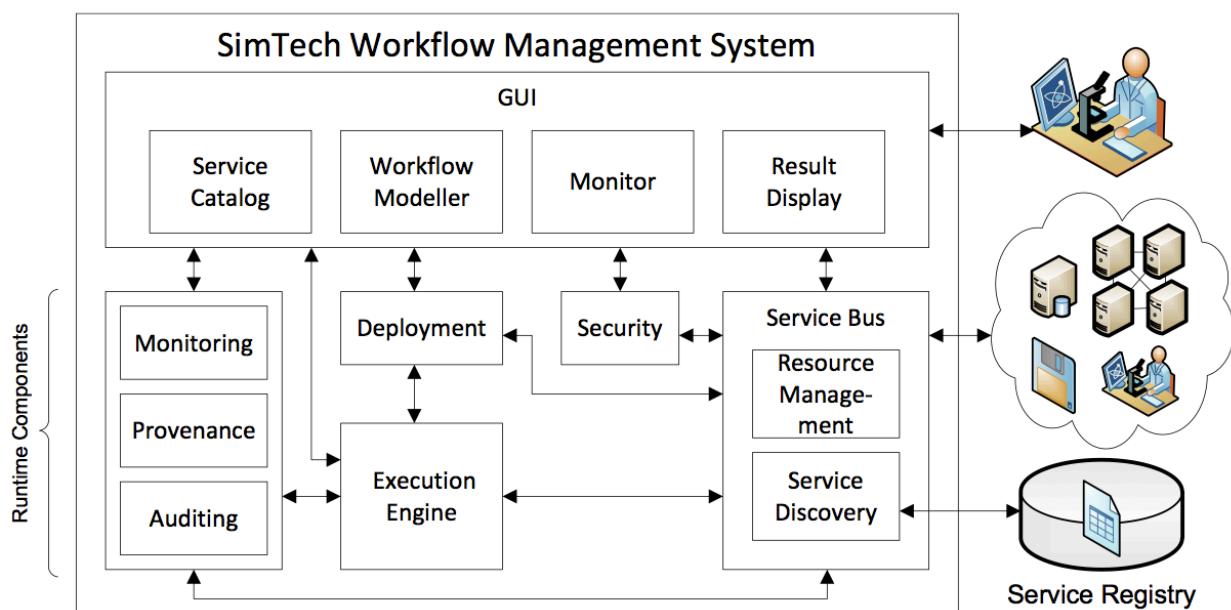 SimTech Workflow Management System
GUI
Service
Catalog
Workflow
Modeller
Monitor
Result
Display
Runtime Components
Monitoring
Provenance
Auditing
Deployment
Execution
Engine
Security
Service Bus
Resource
Manage-
ment
Service
Discovery
Service Registry